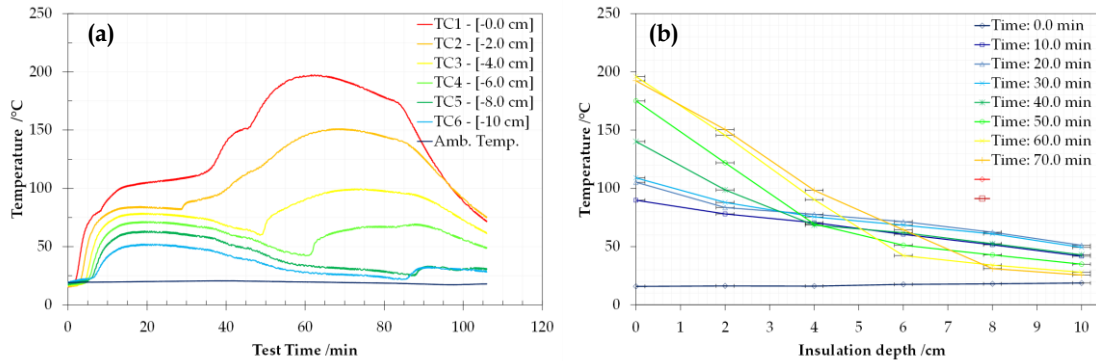 (a)
250
200
150
100
50
0
0 20 40 60 80 100 120
Temperature /°C
Test Time /min
TC1 - [-0.0 cm]
TC2 - [-2.0 cm]
TC3 - [-4.0 cm]
TC4 - [-6.0 cm]
TC5 - [-8.0 cm]
TC6 - [-10 cm]
Amb. Temp.
(b)
250
200
150
100
50
0
0 1 2 3 4 5 6 7 8 9 10
Temperature /°C
Insulation depth /cm
Time: 0.0 min
Time: 10.0 min
Time: 20.0 min
Time: 30.0 min
Time: 40.0 min
Time: 50.0 min
Time: 60.0 min
Time: 70.0 min